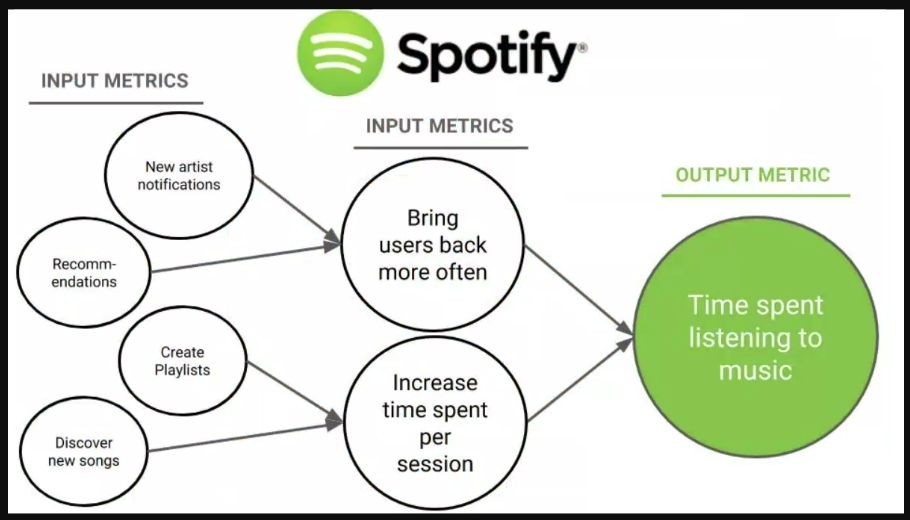 Spotify®
INPUT METRICS
INPUT METRICS
OUTPUT METRIC
New artist
notifications
Recomm-
endations
Create
Playlists
Discover
new songs
Bring
users back
more often
Increase
time spent
per
session
Time spent
listening to
music